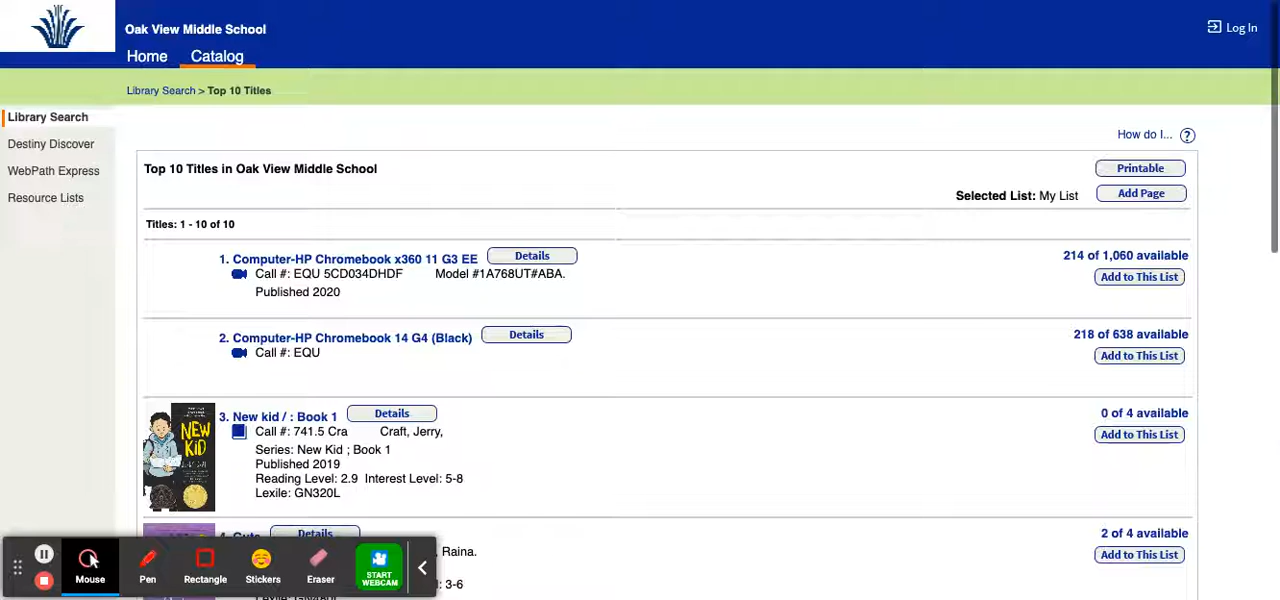 Oak View Middle School
Log In
Home Catalog
Library Search > Top 10 Titles
Library Search
Destiny Discover
WebPath Express
Resource Lists
How do I... ?
Top 10 Titles in Oak View Middle School
Printable
Selected List: My List Add Page
Titles: 1 - 10 of 10
1. Computer-HP Chromebook x360 11 G3 EE Details 214 of 1,060 available
Call #: EQU 5CD034DHDF Model #1A768UT#ABA. Add to This List
Published 2020
2. Computer-HP Chromebook 14 G4 (Black) Details 218 of 638 available
Call #: EQU Add to This List
3. New kid / : Book 1 Details 0 of 4 available
Call #: 741.5 Cra Craft, Jerry, Add to This List
Series: New Kid ; Book 1
Published 2019
Reading Level: 2.9 Interest Level: 5-8
Lexile: GN320L
NEW
KID
4. Guts Details 2 of 4 available
, Raina. Add to This List
: 3-6
Mouse Pen Rectangle Stickers Eraser
START
WEBCAM